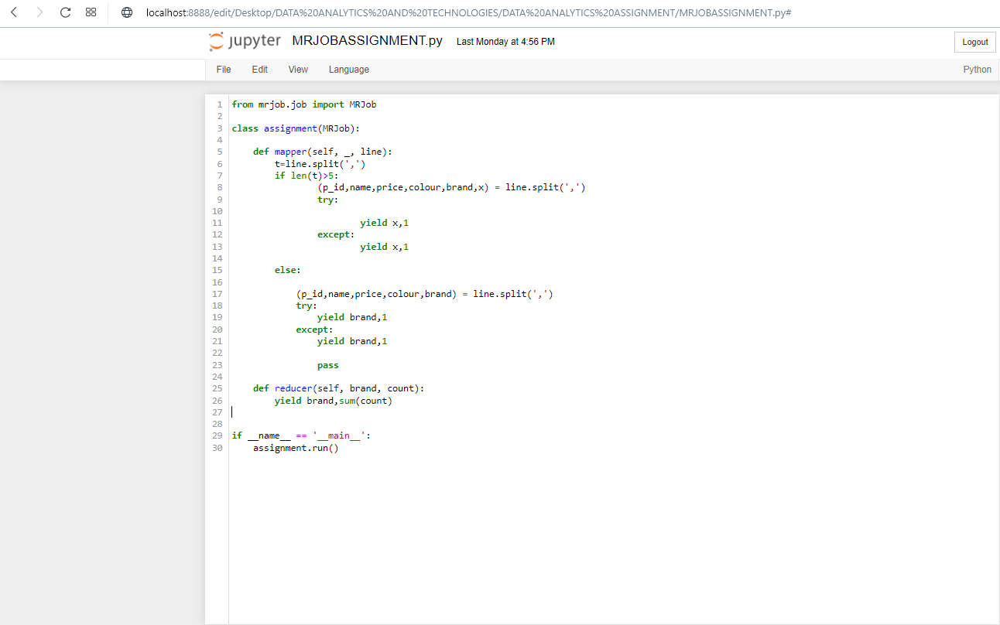 localhost:8888/edit/Desktop/DATA%20ANALYTICS%20AND%20TECHNOLOGIES/DATA%20ANALYTICS%20ASSIGNMENT/MRJOBASSIGNMENT.py#
jupyter MRJOBASSIGNMENT.py Last Monday at 4:56 PM Logout
File Edit View Language Python
1 from mrjob.job import MRJob
2
3 class assignment(MRJob):
4
5     def mapper(self, _, line):
6         t=line.split(',')
7         if len(t)>5:
8                 (p_id,name,price,colour,brand,x) = line.split(',')
9                 try:
10
11                         yield x,1
12                 except:
13                         yield x,1
14
15         else:
16
17             (p_id,name,price,colour,brand) = line.split(',')
18             try:
19                 yield brand,1
20             except:
21                 yield brand,1
22
23                 pass
24
25     def reducer(self, brand, count):
26         yield brand,sum(count)
27
28
29 if __name__ == '__main__':
30     assignment.run()